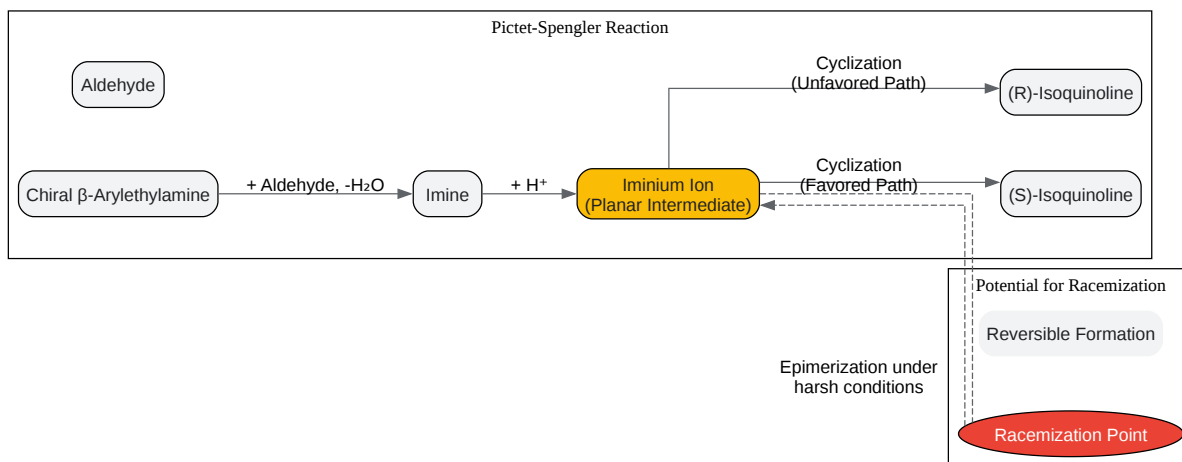 Pictet-Spengler Reaction
Aldehyde
Cyclization
(Unfavored Path)
(R)-Isoquinoline
Chiral β-Arylethylamine
+ Aldehyde, -H₂O
Imine
+ H⁺
Iminium Ion
(Planar Intermediate)
Cyclization
(Favored Path)
(S)-Isoquinoline
Potential for Racemization
Reversible Formation
Epimerization under
harsh conditions
Racemization Point